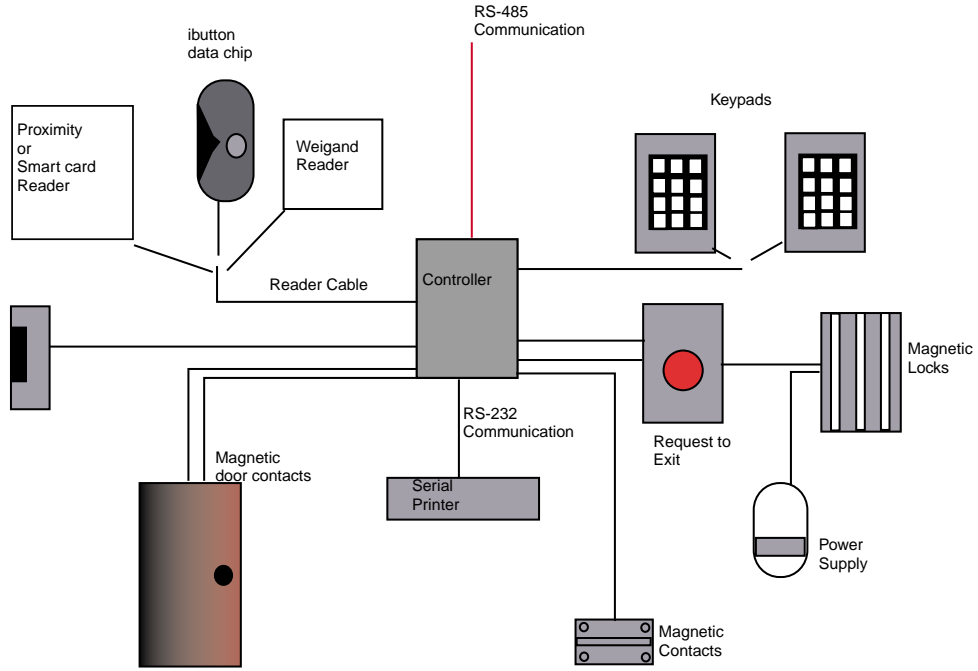 RS-485
Communication
ibutton
data chip
Keypads
Proximity
or
Smart card
Reader
Weigand
Reader
Controller
Reader Cable
Magnetic
Locks
RS-232
Communication
Request to
Exit
Magnetic
door contacts
Serial
Printer
Power
Supply
Magnetic
Contacts